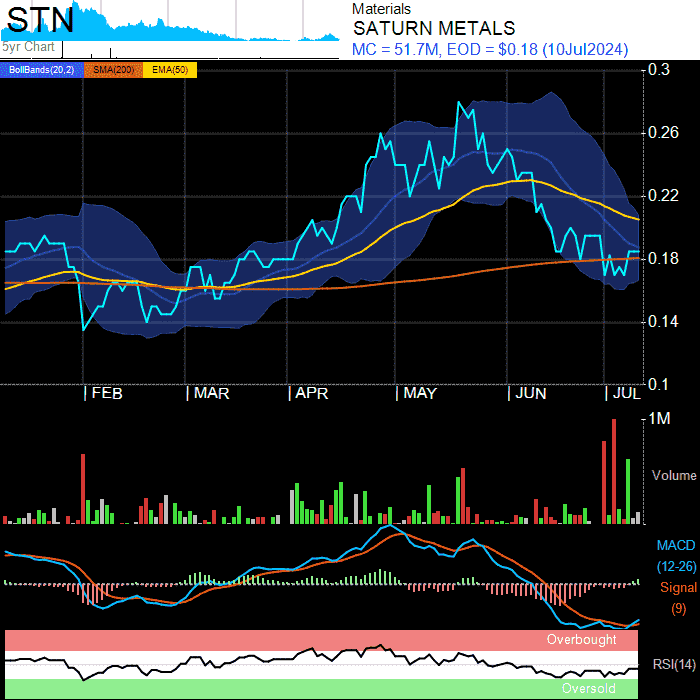 STN
5yr Chart
Materials
SATURN METALS
MC = 51.7M, EOD = $0.18 (10Jul2024)
BollBands(20,2) SMA(200) EMA(50)
0.3
0.26
0.22
0.18
0.14
0.1
FEB MAR APR MAY JUN JUL
1M
Volume
MACD
(12-26)
Signal
(9)
Overbought
RSI(14)
Oversold